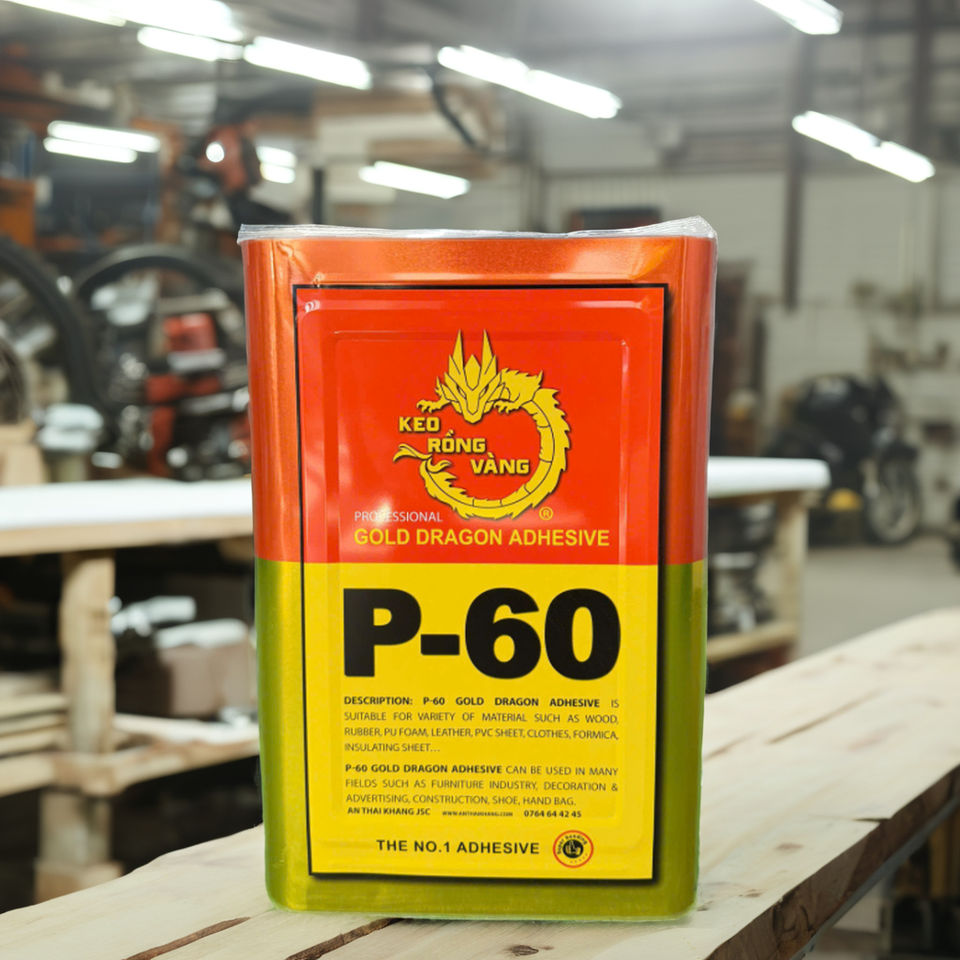 KEO
RỒNG
VÀNG
®
PROFESSIONAL
GOLD DRAGON ADHESIVE
P-60
DESCRIPTION: P-60 GOLD DRAGON ADHESIVE IS
SUITABLE FOR VARIETY OF MATERIAL SUCH AS WOOD,
RUBBER, PU FOAM, LEATHER, PVC SHEET, CLOTHES, FORMICA,
INSULATING SHEET...
P-60 GOLD DRAGON ADHESIVE CAN BE USED IN MANY
FIELDS SUCH AS FURNITURE INDUSTRY, DECORATION &
ADVERTISING, CONSTRUCTION, SHOE, HAND BAG.
AN THAI KHANG JSC WWW.ANTHAIKHANG.COM 0764 64 42 45
THE NO.1 ADHESIVE